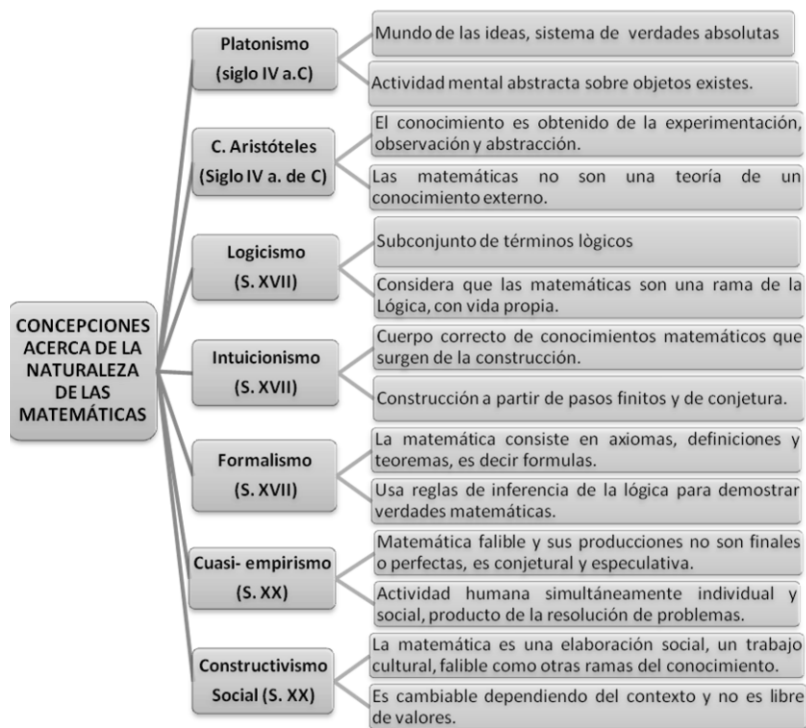 CONCEPCIONES
ACERCA DE LA
NATURALEZA
DE LAS
MATEMÁTICAS
Platonismo
(siglo IV a.C)
Mundo de las ideas, sistema de verdades absolutas
Actividad mental abstracta sobre objetos existes.
C. Aristóteles
(Siglo IV a. de C)
El conocimiento es obtenido de la experimentación,
observación y abstracción.
Las matemáticas no son una teoría de un
conocimiento externo.
Logicismo
(S. XVII)
Subconjunto de términos lògicos
Considera que las matemáticas son una rama de la
Lógica, con vida propia.
Intuicionismo
(S. XVII)
Cuerpo correcto de conocimientos matemáticos que
surgen de la construcción.
Construcción a partir de pasos finitos y de conjetura.
Formalismo
(S. XVII)
La matemática consiste en axiomas, definiciones y
teoremas, es decir formulas.
Usa reglas de inferencia de la lógica para demostrar
verdades matemáticas.
Cuasi- empirismo
(S. XX)
Matemática falible y sus producciones no son finales
o perfectas, es conjetural y especulativa.
Actividad humana simultáneamente individual y
social, producto de la resolución de problemas.
Constructivismo
Social (S. XX)
La matemática es una elaboración social, un trabajo
cultural, falible como otras ramas del conocimiento.
Es cambiable dependiendo del contexto y no es libre
de valores.